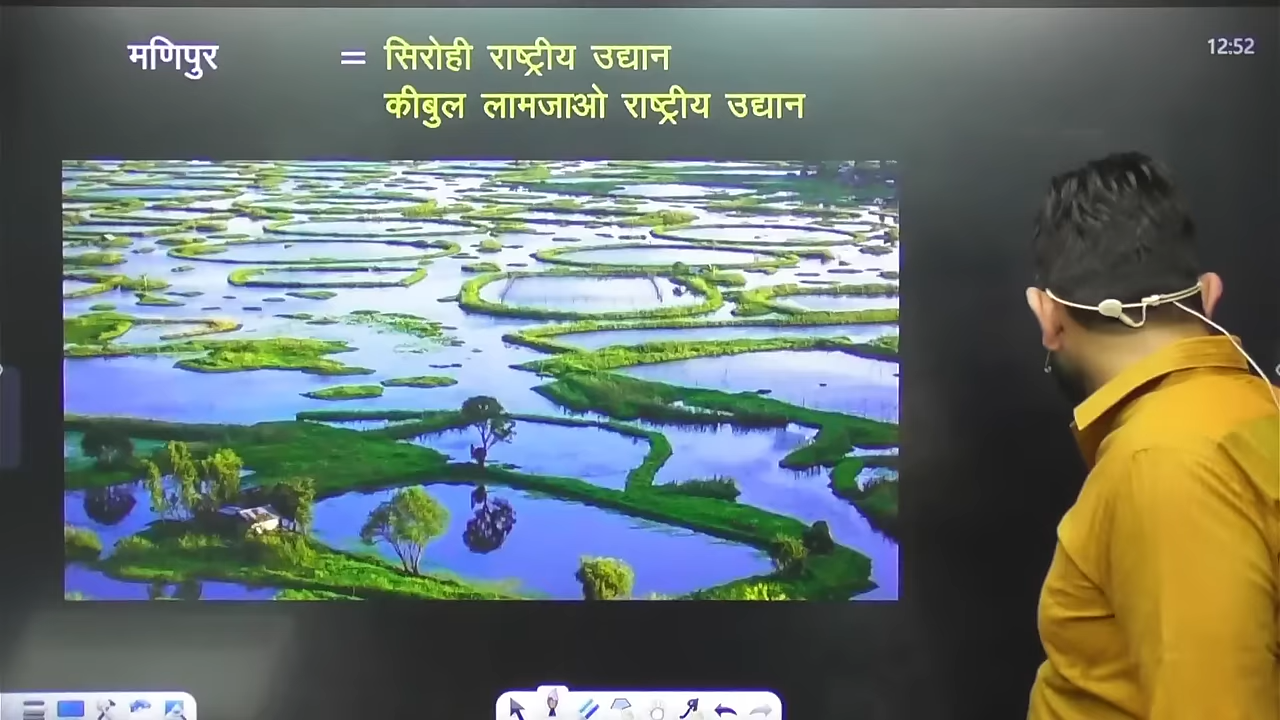 मणिपुर = सिरोही राष्ट्रीय उद्यान
कीबुल लामजाओ राष्ट्रीय उद्यान
12:52